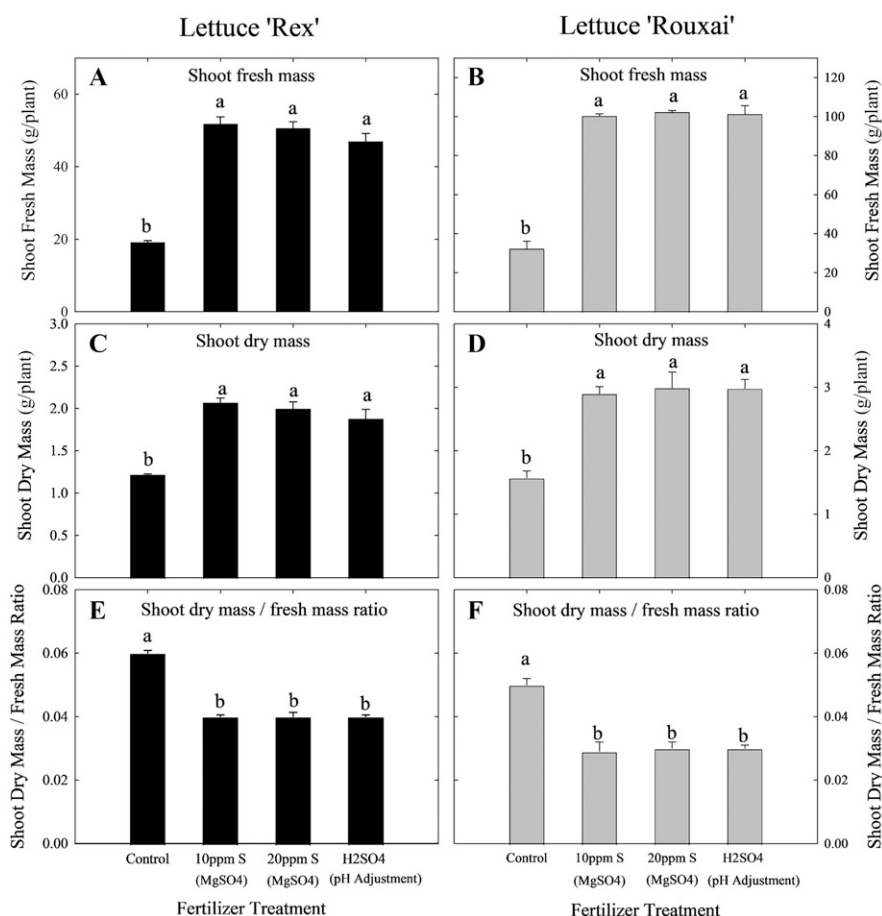 Lettuce 'Rex'
Lettuce 'Rouxai'
A
Shoot fresh mass
Shoot Fresh Mass (g/plant)
60
40
20
0
b
a
a
a
B
Shoot fresh mass
Shoot Fresh Mass (g/plant)
120
100
80
60
40
20
0
b
a
a
a
C
Shoot dry mass
Shoot Dry Mass (g/plant)
3.0
2.5
2.0
1.5
1.0
0.5
0.0
b
a
a
a
D
Shoot dry mass
Shoot Dry Mass (g/plant)
4
3
2
1
0
b
a
a
a
E
Shoot dry mass / fresh mass ratio
Shoot Dry Mass / Fresh Mass Ratio
0.08
0.06
0.04
0.02
0.00
a
b
b
b
F
Shoot dry mass / fresh mass ratio
Shoot Dry Mass / Fresh Mass Ratio
0.08
0.06
0.04
0.02
0.00
a
b
b
b
Control
10ppm S
(MgSO4)
20ppm S
(MgSO4)
H2SO4
(pH Adjustment)
Fertilizer Treatment
Control
10ppm S
(MgSO4)
20ppm S
(MgSO4)
H2SO4
(pH Adjustment)
Fertilizer Treatment